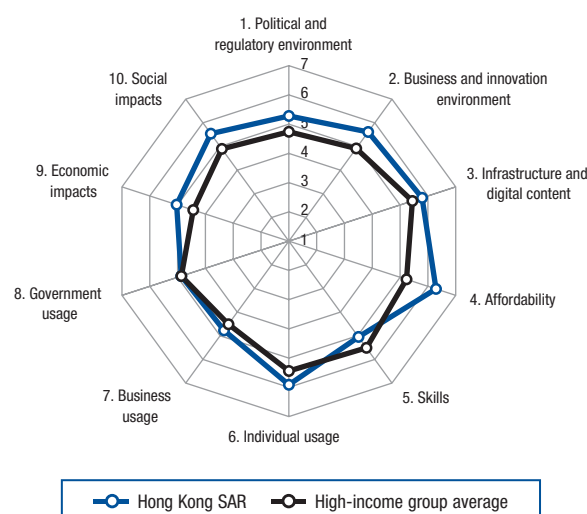 1. Political and
regulatory environment
7
10. Social
impacts
6
2. Business and innovation
environment
5
4
9. Economic
impacts
3
3. Infrastructure and
digital content
2
1
8. Government
usage
4. Affordability
7. Business
usage
5. Skills
6. Individual usage
Hong Kong SAR
High-income group average